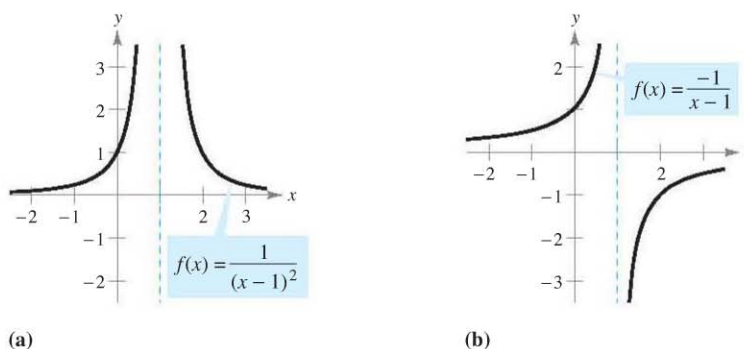 y
3
2
1
-2 -1 2 3 x
-1
-2
f(x) = 1/(x - 1)^2
(a)
y
2
f(x) = -1/(x - 1)
-2 -1 2
-1
-2
-3
(b)